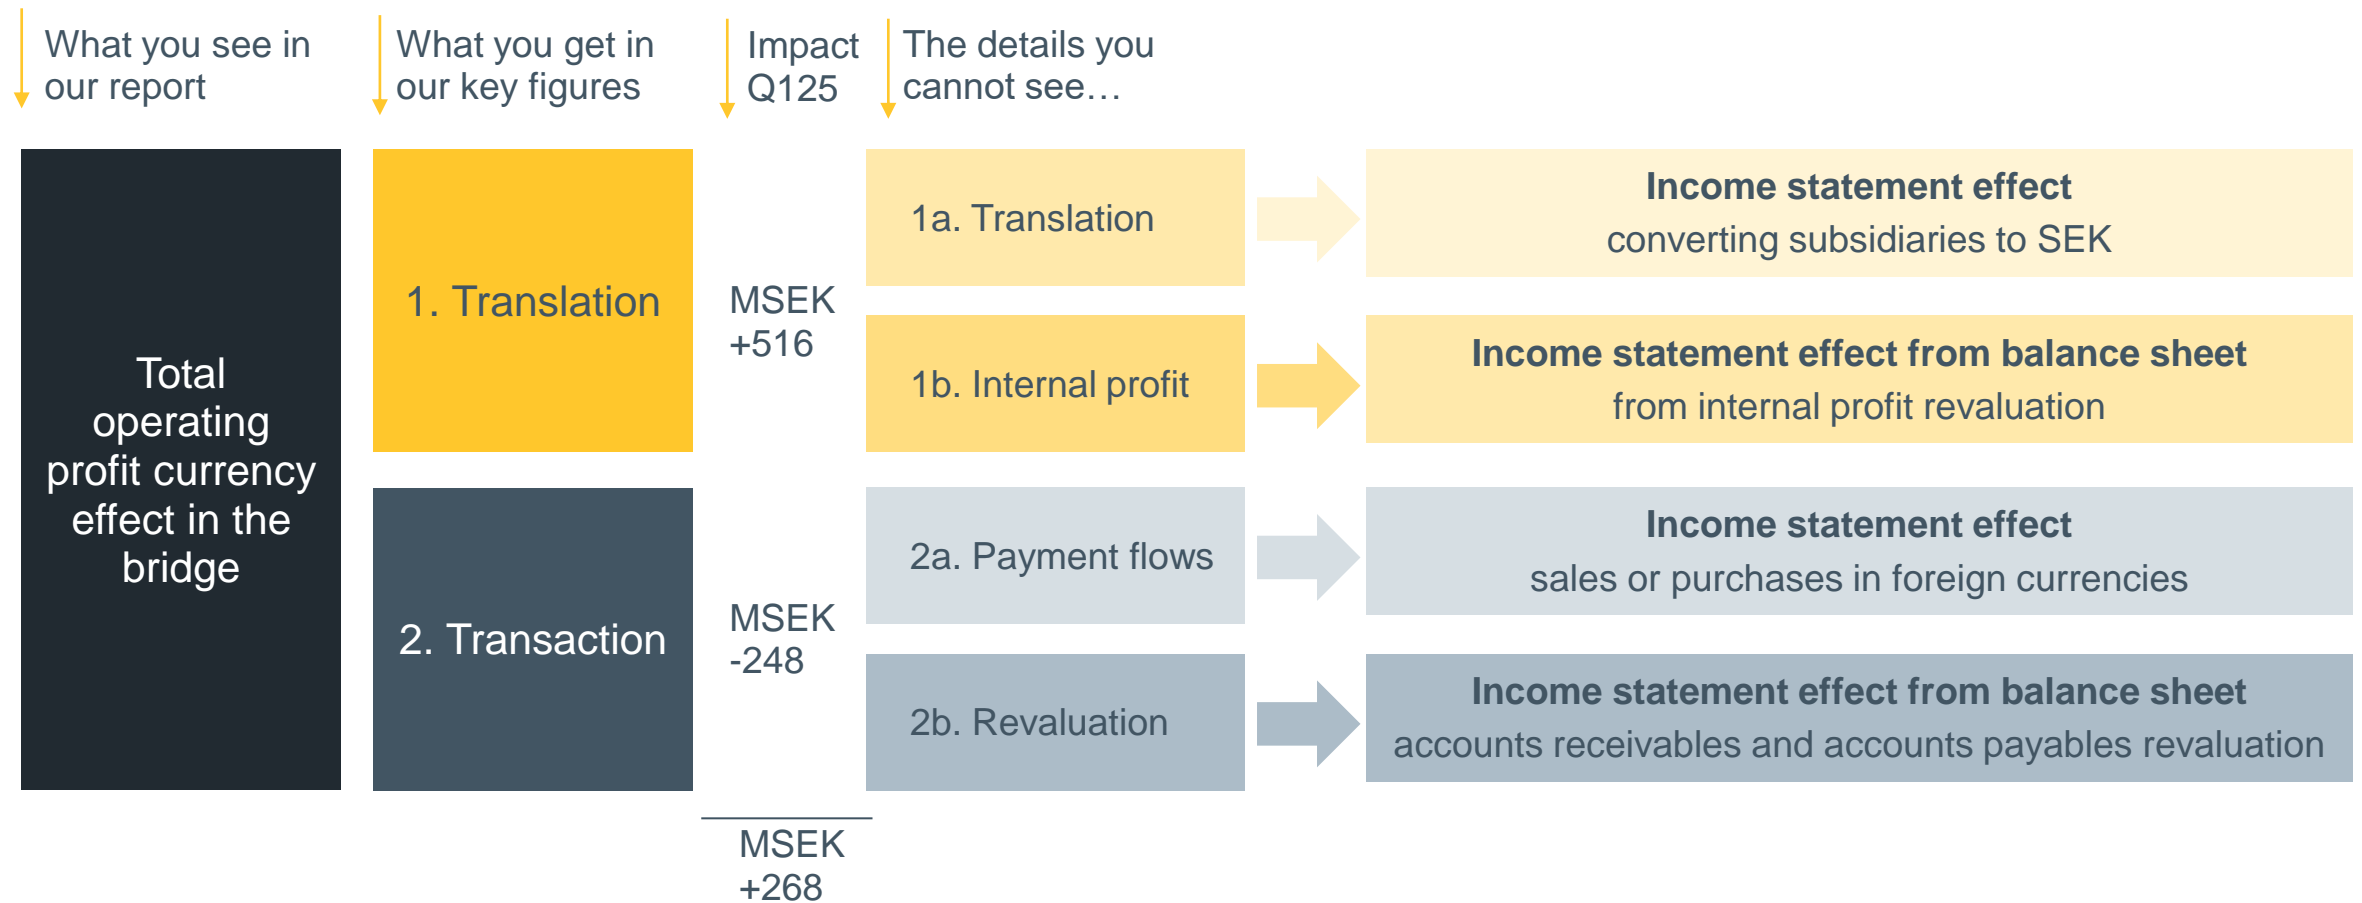 What you see in
our report
What you get in
our key figures
Impact
Q125
The details you
cannot see…
Total
operating
profit currency
effect in the
bridge
1. Translation
MSEK
+516
1a. Translation
Income statement effect
converting subsidiaries to SEK
1b. Internal profit
Income statement effect from balance sheet
from internal profit revaluation
2. Transaction
MSEK
-248
2a. Payment flows
Income statement effect
sales or purchases in foreign currencies
2b. Revaluation
Income statement effect from balance sheet
accounts receivables and accounts payables revaluation
MSEK
+268